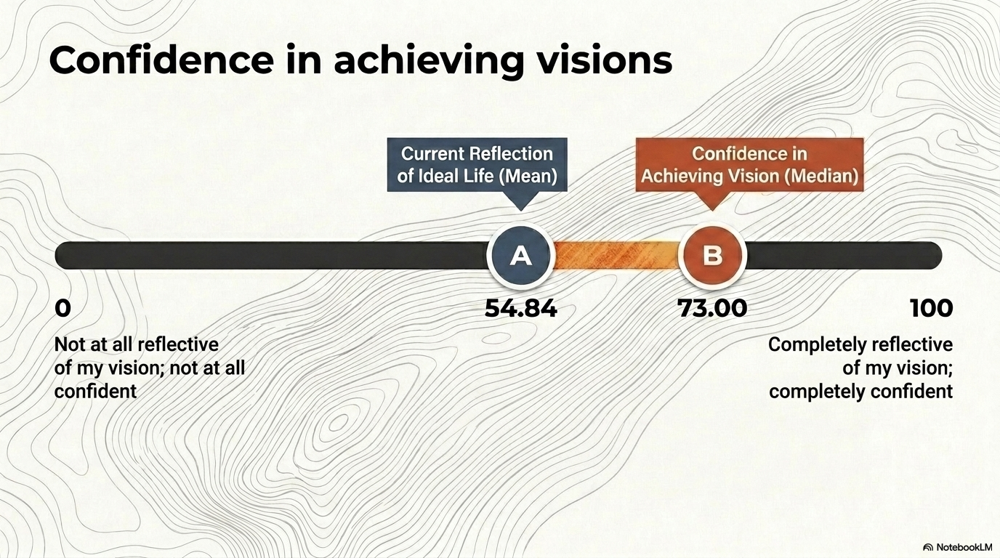 Confidence in achieving visions
Current Reflection
of Ideal Life (Mean)
Confidence in
Achieving Vision (Median)
A
B
0
54.84
73.00
100
Not at all reflective
of my vision; not at all
confident
Completely reflective
of my vision;
completely confident
NotebookLM